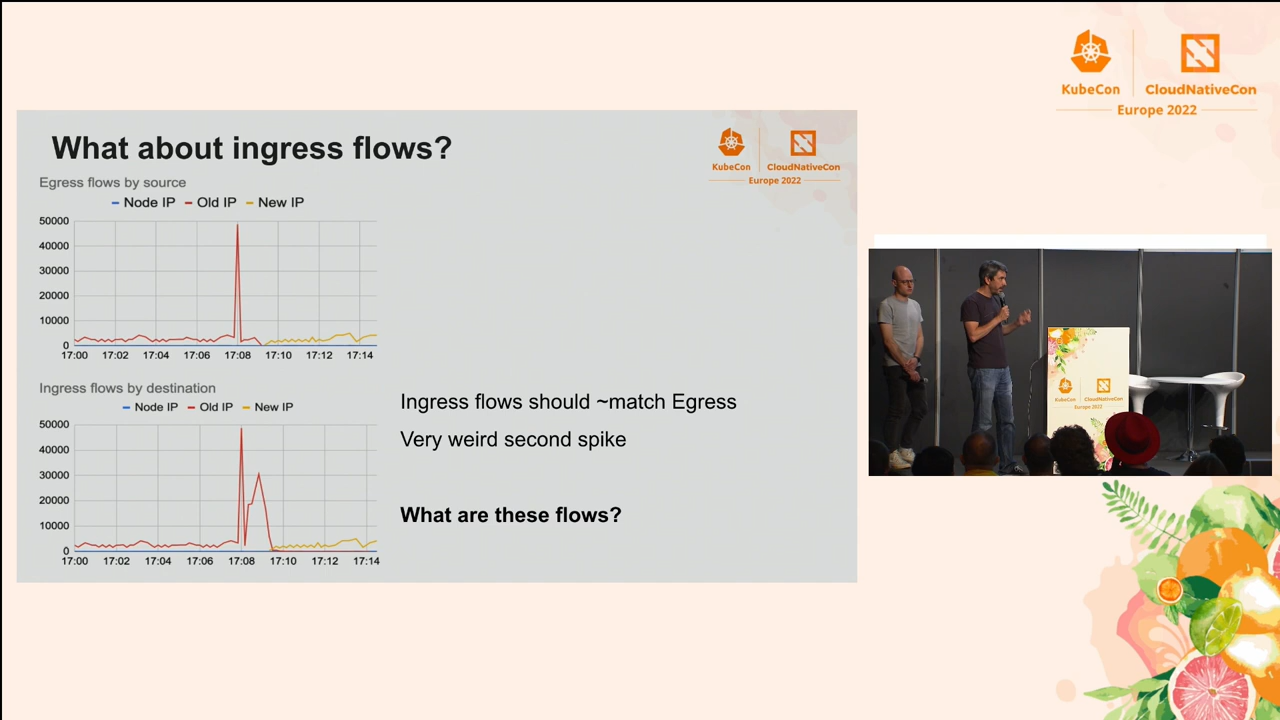 KubeCon
CloudNativeCon
Europe 2022
What about ingress flows?
KubeCon
CloudNativeCon
Europe 2022
Egress flows by source
Node IP Old IP New IP
50000
40000
30000
20000
10000
0
17:00 17:02 17:04 17:06 17:08 17:10 17:12 17:14
Ingress flows by destination
Node IP Old IP New IP
50000
40000
30000
20000
10000
0
17:00 17:02 17:04 17:06 17:08 17:10 17:12 17:14
Ingress flows should ~match Egress
Very weird second spike
What are these flows?
KubeCon
CloudNativeCon
Europe 2022